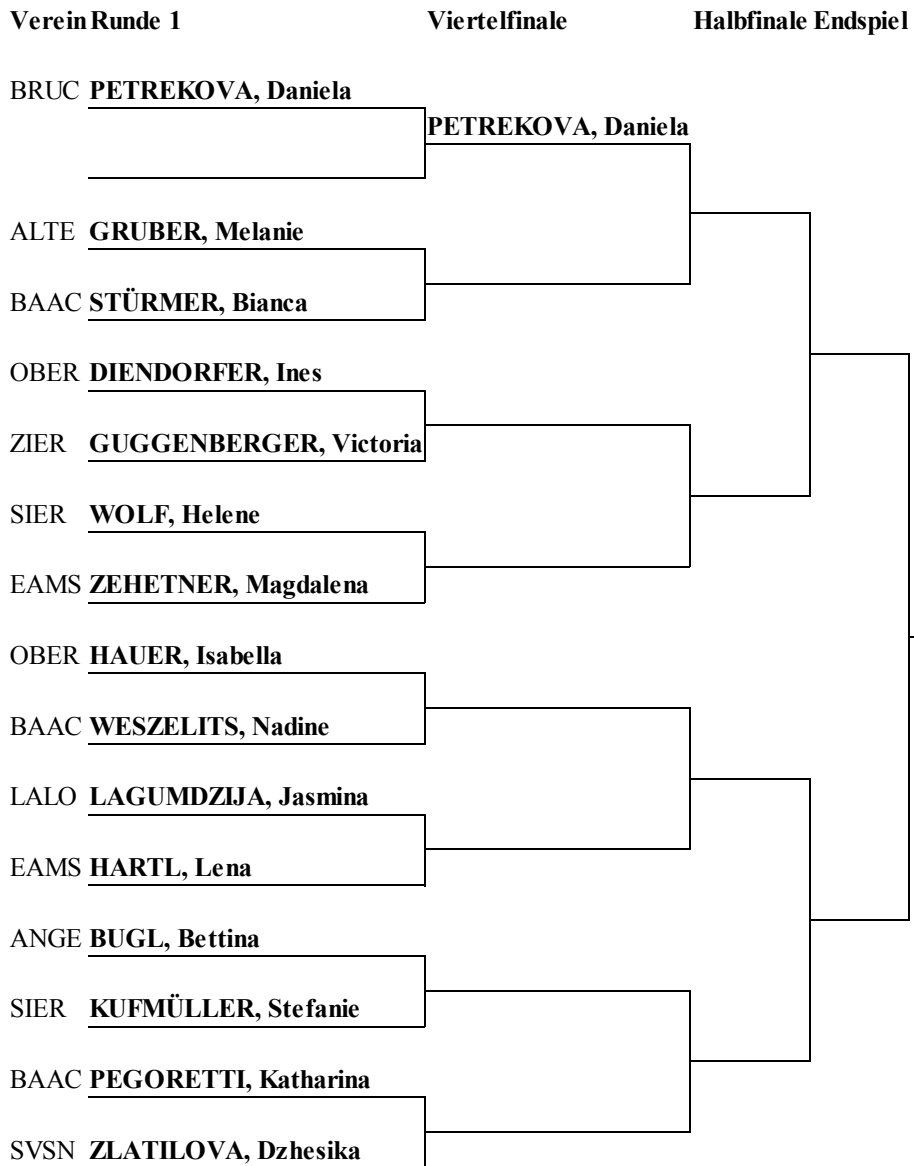 Verein Runde 1 Viertelfinale Halbfinale Endspiel
BRUC PETREKOVA, Daniela
PETREKOVA, Daniela
ALTE GRUBER, Melanie
BAAC STÜRMER, Bianca
OBER DIENDORFER, Ines
ZIER GUGGENBERGER, Victoria
SIER WOLF, Helene
EAMS ZEHETNER, Magdalena
OBER HAUER, Isabella
BAAC WESZELITS, Nadine
LALO LAGUMDZIJA, Jasmina
EAMS HARTL, Lena
ANGE BUGL, Bettina
SIER KUFMÜLLER, Stefanie
BAAC PEGORETTI, Katharina
SVSN ZLATILOVA, Dzhesika